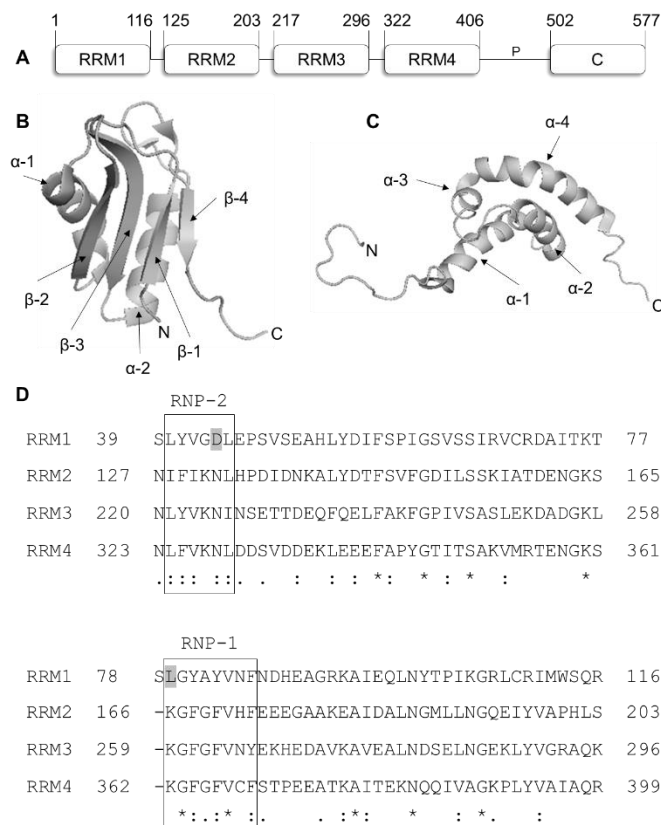 1 116 125 203 217 296 322 406 502 577
A RRM1 RRM2 RRM3 RRM4 P C
B
α-1
β-4
β-2
β-3
N
C
α-2
β-1
C
α-4
α-3
N
α-1
α-2
C
D
RNP-2
RRM1 39 SLYVGDLEPSVSEAHLYDIFSPIGSVSSIRVCRDAITKT 77
RRM2 127 NIFIKNLHPDIDNKALYDTFSVFGDILSSKIATDENGKS 165
RRM3 220 NLYVKNINSETTDEQFQELFAKFGPIVSASLEKDADGKL 258
RRM4 323 NLFVKNLDDSVDDEKLEEEFAPYGTITSAKVMRTENGKS 361
.:::  ::. .  :  :  :* * :* : *
RNP-1
RRM1 78 SLGYAYVNFNDHEAGRKAIEQLNYTPIKGRLCRIMWSQR 116
RRM2 166 -KGFGFVHFEEEGAAKEAIDALNGMLLNGQEIYVAPHLS 203
RRM3 259 -KGFGFVNYEKHEDAVKAVEALNDSELNGEKLYVGRAQK 296
RRM4 362 -KGFGFVCFSTPEEATKAITEKNQQIVAGKPLYVAIAQR 399
*:.:* :. . .:*: * * :